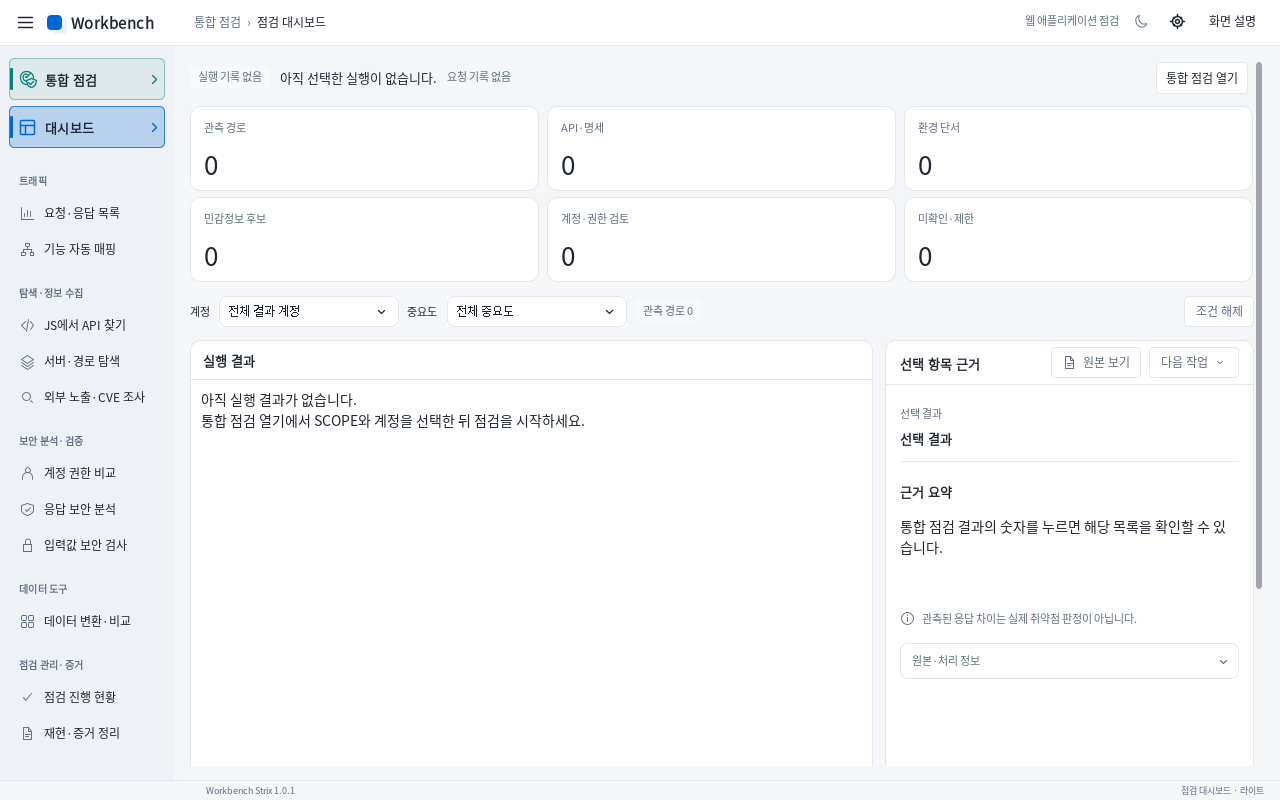 Workbench
통합 점검 › 점검 대시보드
웹 애플리케이션 점검
화면 설명
통합 점검
대시보드
트래픽
요청·응답 목록
기능 자동 매핑
탐색·정보 수집
JS에서 API 찾기
서버·경로 탐색
외부 노출·CVE 조사
보안 분석·검증
계정 권한 비교
응답 보안 분석
입력값 보안 검사
데이터 도구
데이터 변환·비교
점검 관리·증거
점검 진행 현황
재현·증거 정리
실행 기록 없음
아직 선택한 실행이 없습니다.
요청 기록 없음
통합 점검 열기
관측 경로
0
API·명세
0
환경 단서
0
민감정보 후보
0
계정·권한 검토
0
미확인·제한
0
계정
전체 결과 계정
중요도
전체 중요도
관측 경로 0
조건 해제
실행 결과
아직 실행 결과가 없습니다.
통합 점검 열기에서 SCOPE와 계정을 선택한 뒤 점검을 시작하세요.
선택 항목 근거
원본 보기
다음 작업
선택 결과
선택 결과
근거 요약
통합 점검 결과의 숫자를 누르면 해당 목록을 확인할 수 있
습니다.
관측된 응답 차이는 실제 취약점 판정이 아닙니다.
원본·처리 정보
Workbench Strix 1.0.1
점검 대시보드 · 라이트